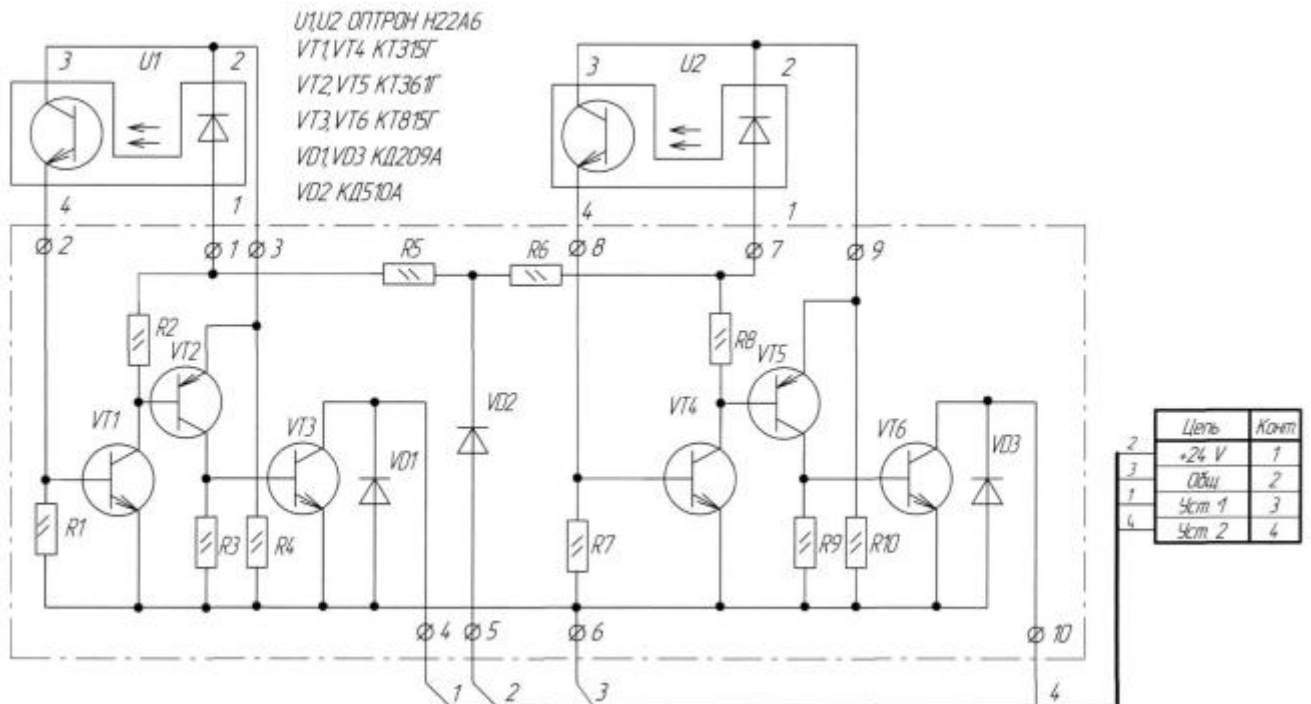 U1,U2 ОПТРОН H22A6
VT1,VT4 КТ315Г
VT2,VT5 КТ361Г
VT3,VT6 КТ815Г
VD1,VD3 КД209А
VD2 КД510А
3 U1 2
3 U2 2
4 1
4 1
2 1 3 R5 R6 8 7 9
R2 R8
VT2 VT5
VT1 VT3 VD1 VD2 VT4 VT6 VD3
R1 R3 R4 R7 R9 R10
4 5 6 10
1 2 3 4
Цепь Конт
2 +24 V 1
3 Общ 2
1 Уст. 1 3
4 Уст. 2 4